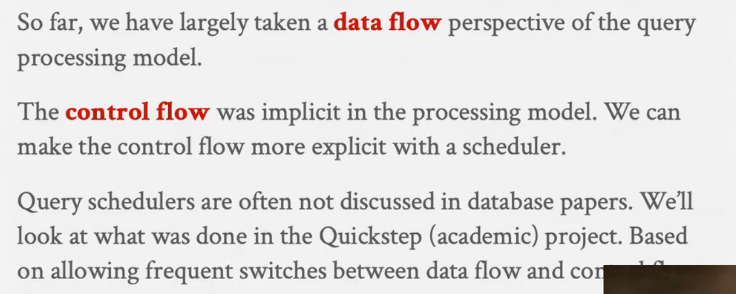 So far, we have largely taken a data flow perspective of the query
processing model.
The control flow was implicit in the processing model. We can
make the control flow more explicit with a scheduler.
Query schedulers are often not discussed in database papers. We'll
look at what was done in the Quickstep (academic) project. Based
on allowing frequent switches between data flow and